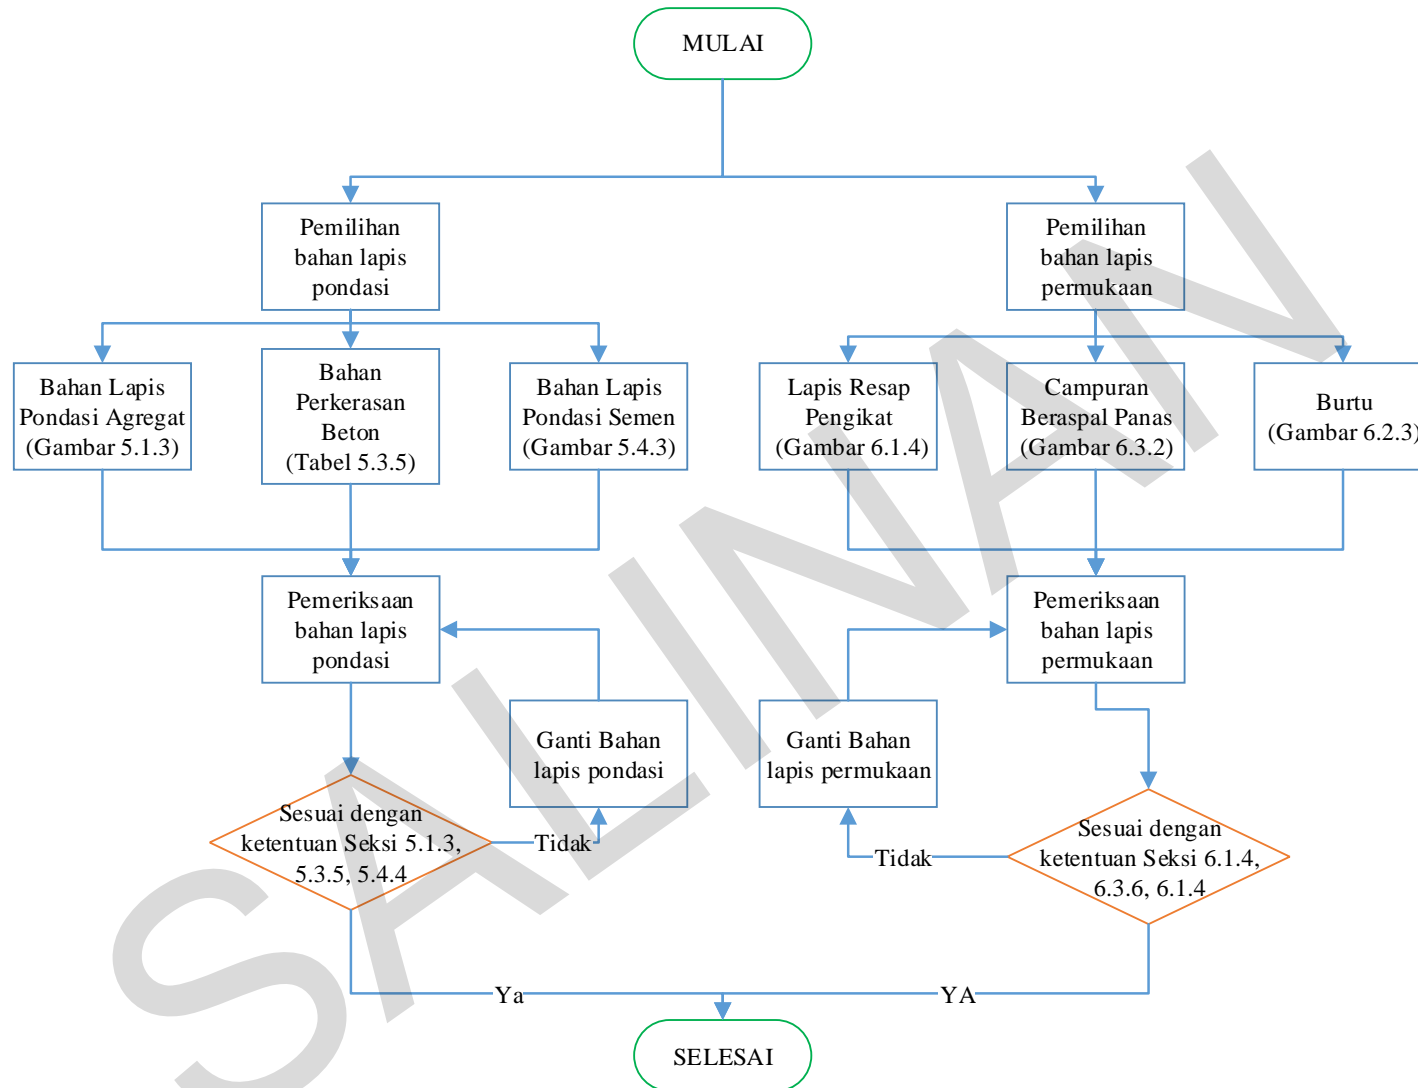 MULAI
Pemilihan
bahan lapis
pondasi
Pemilihan
bahan lapis
permukaan
Bahan Lapis
Pondasi Agregat
(Gambar 5.1.3)
Bahan
Perkerasan
Beton
(Tabel 5.3.5)
Bahan Lapis
Pondasi Semen
(Gambar 5.4.3)
Lapis Resap
Pengikat
(Gambar 6.1.4)
Campuran
Beraspal Panas
(Gambar 6.3.2)
Burtu
(Gambar 6.2.3)
Pemeriksaan
bahan lapis
pondasi
Pemeriksaan
bahan lapis
permukaan
Ganti Bahan
lapis pondasi
Ganti Bahan
lapis permukaan
Sesuai dengan
ketentuan Seksi 5.1.3,
5.3.5, 5.4.4
Tidak
Tidak
Sesuai dengan
ketentuan Seksi 6.1.4,
6.3.6, 6.1.4
Ya
YA
SELESAI
SALINAN